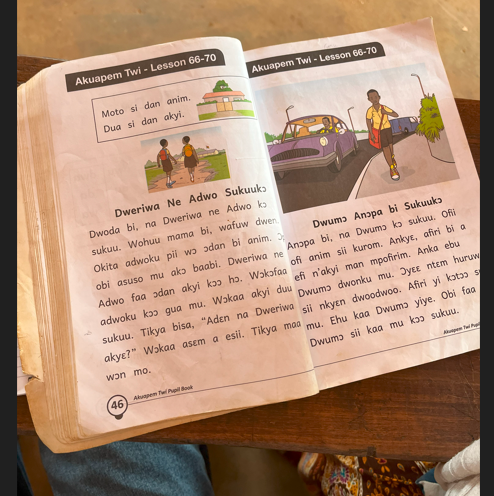 Akuapem Twi - Lesson 66-70
Moto si dan anim.
Dua si dan akyi.
Dweriwa Ne Adwo Sukuukɔ
Dwoda bi, na Dweriwa ne Adwo kɔ
sukuu. Wohuu mama bi, wafuw dwen.
Okita adwoku pii wɔ ɔdan bi anim.
obi asuso mu akɔ baabi. Dweriwa ne
Adwo faa ɔdan akyi kɔɔ hɔ. Wɔkɔfaa
adwoku kɔɔ gua mu. Wɔkaa akyi duu
sukuu. Tikya bisa, “Adɛn na Dweriwa
akyɛ?” Wɔkaa asɛm a esii. Tikya maa
wɔn mo.
46
Akuapem Twi Pupil Book
Akuapem Twi - Lesson 66-70
Dwumɔ Anɔpa bi Sukuukɔ
Anɔpa bi, na Dwumɔ kɔ sukuu. Ofii
ofi anim sii kurom. Ankyɛ, afiri bi a
efi n'akyi man mpofirim. Anka ebu
Dwumɔ dwonku mu. Ɔyɛɛ ntɛm huruw
sii nkyɛn dwoodwoo. Afiri yi kɔtɔɔ
mu. Ehu kaa Dwumɔ yiye. Obi faa
Dwumɔ sii kaa mu kɔɔ sukuu.
Akuapem Twi